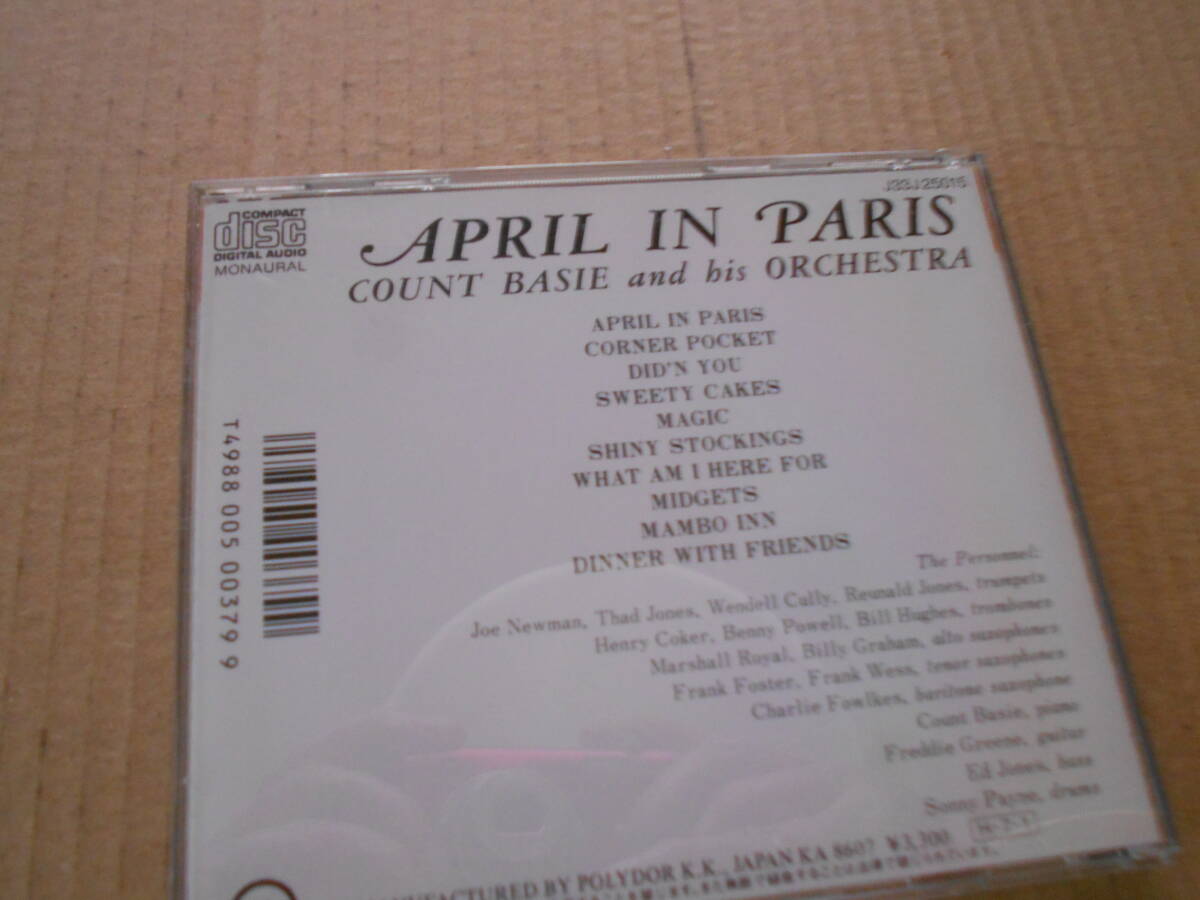 J33J 25015
COMPACT
disc
DIGITAL AUDIO
MONAURAL
APRIL IN PARIS
COUNT BASIE and his ORCHESTRA
APRIL IN PARIS
CORNER POCKET
DID'N YOU
SWEETY CAKES
MAGIC
SHINY STOCKINGS
WHAT AM I HERE FOR
MIDGETS
MAMBO INN
DINNER WITH FRIENDS
The Personnel:
Joe Newman, Thad Jones, Wendell Cully, Reunald Jones, trumpets
Henry Coker, Benny Powell, Bill Hughes, trombones
Marshall Royal, Billy Graham, alto saxophones
Frank Foster, Frank Wess, tenor saxophones
Charlie Fowlkes, baritone saxophone
Count Basie, piano
Freddie Greene, guitar
Ed Jones, bass
Sonny Payne, drums
T4988 005 00379 9
MANUFACTURED BY POLYDOR K.K., JAPAN KA 8607 ¥3,300